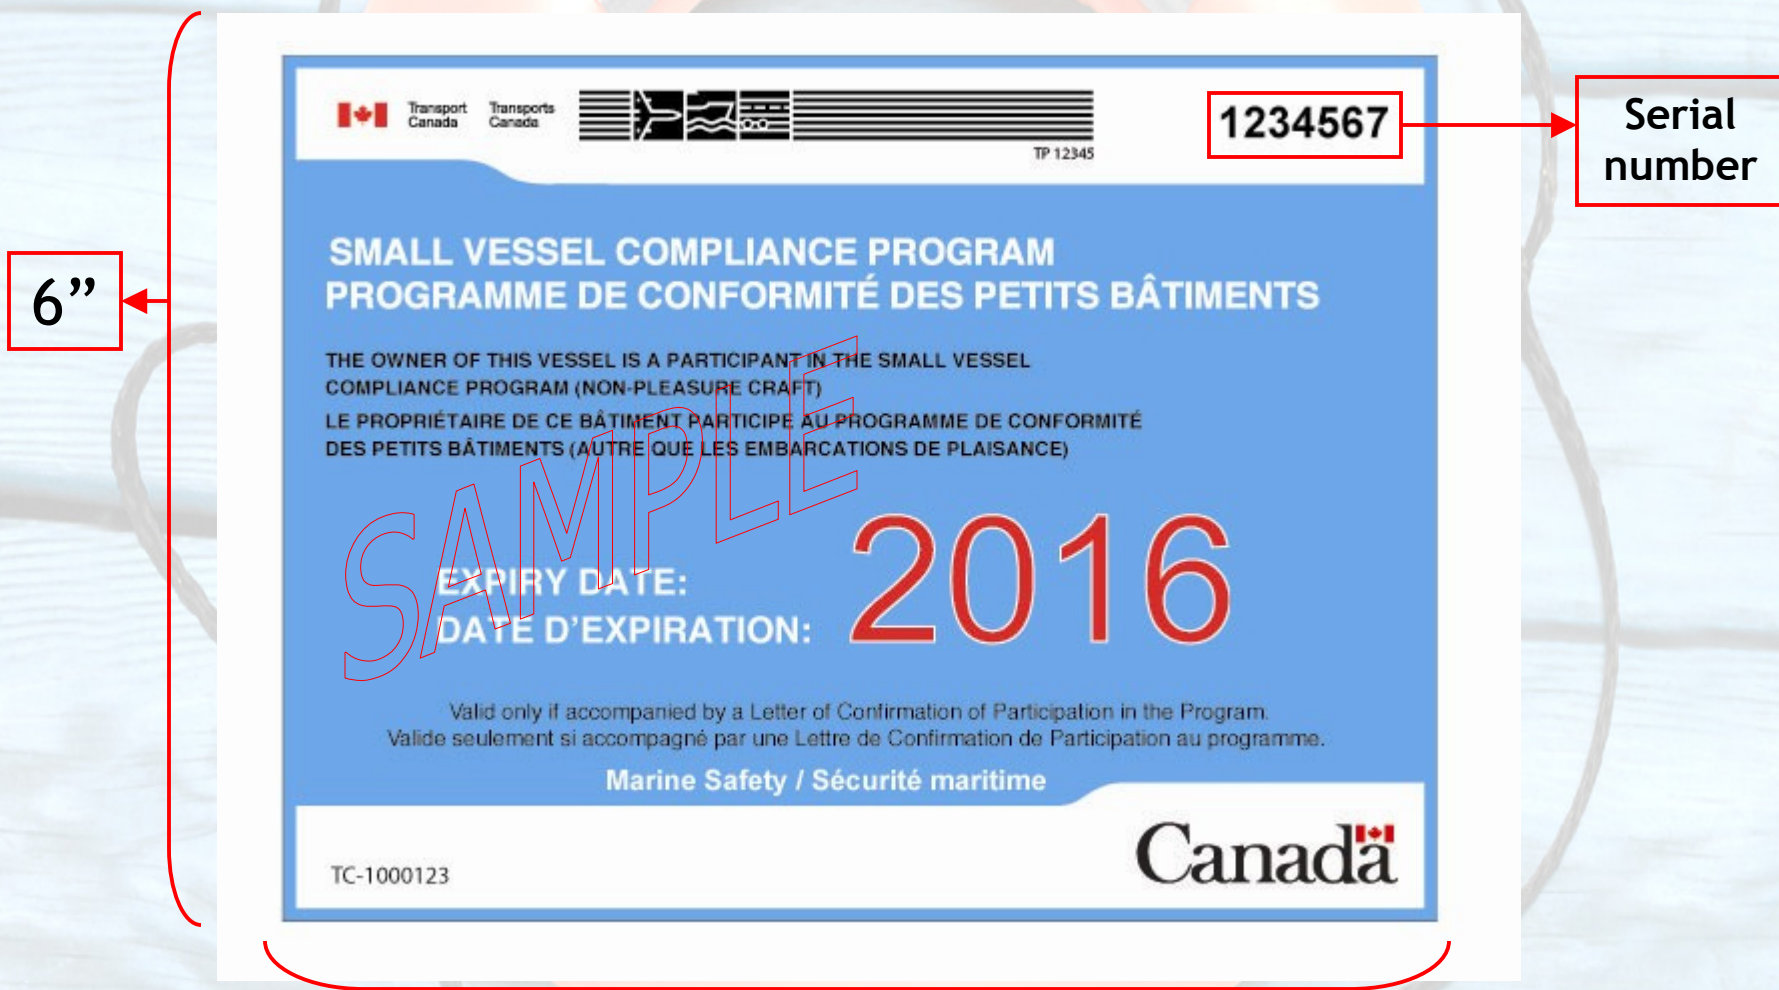 Transport Canada
Transports Canada
TP 12345
1234567
Serial number
6”
SMALL VESSEL COMPLIANCE PROGRAM
PROGRAMME DE CONFORMITÉ DES PETITS BÂTIMENTS
THE OWNER OF THIS VESSEL IS A PARTICIPANT IN THE SMALL VESSEL
COMPLIANCE PROGRAM (NON-PLEASURE CRAFT)
LE PROPRIÉTAIRE DE CE BÂTIMENT PARTICIPE AU PROGRAMME DE CONFORMITÉ
DES PETITS BÂTIMENTS (AUTRE QUE LES EMBARCATIONS DE PLAISANCE)
SAMPLE
EXPIRY DATE:
DATE D’EXPIRATION:
2016
Valid only if accompanied by a Letter of Confirmation of Participation in the Program.
Valide seulement si accompagné par une Lettre de Confirmation de Participation au programme.
Marine Safety / Sécurité maritime
TC-1000123
Canada